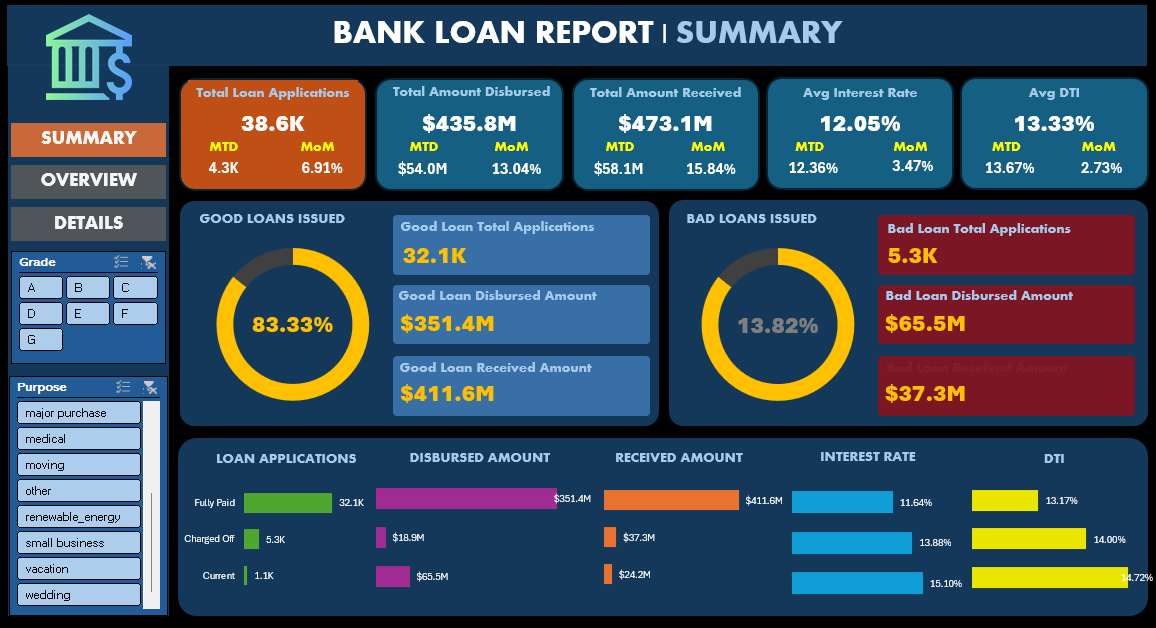 BANK LOAN REPORT | SUMMARY
SUMMARY
OVERVIEW
DETAILS
Grade
A B C
D E F
G
Purpose
major purchase
medical
moving
other
renewable_energy
small business
vacation
wedding
Total Loan Applications
38.6K
MTD MoM
4.3K 6.91%
Total Amount Disbursed
$435.8M
MTD MoM
$54.0M 13.04%
Total Amount Received
$473.1M
MTD MoM
$58.1M 15.84%
Avg Interest Rate
12.05%
MTD MoM
12.36% 3.47%
Avg DTI
13.33%
MTD MoM
13.67% 2.73%
GOOD LOANS ISSUED
83.33%
Good Loan Total Applications
32.1K
Good Loan Disbursed Amount
$351.4M
Good Loan Received Amount
$411.6M
BAD LOANS ISSUED
13.82%
Bad Loan Total Applications
5.3K
Bad Loan Disbursed Amount
$65.5M
Bad Loan Received Amount
$37.3M
LOAN APPLICATIONS
Fully Paid 32.1K
Charged Off 5.3K
Current 1.1K
DISBURSED AMOUNT
$351.4M
$18.9M
$65.5M
RECEIVED AMOUNT
$411.6M
$37.3M
$24.2M
INTEREST RATE
11.64%
13.88%
15.10%
DTI
13.17%
14.00%
14.72%